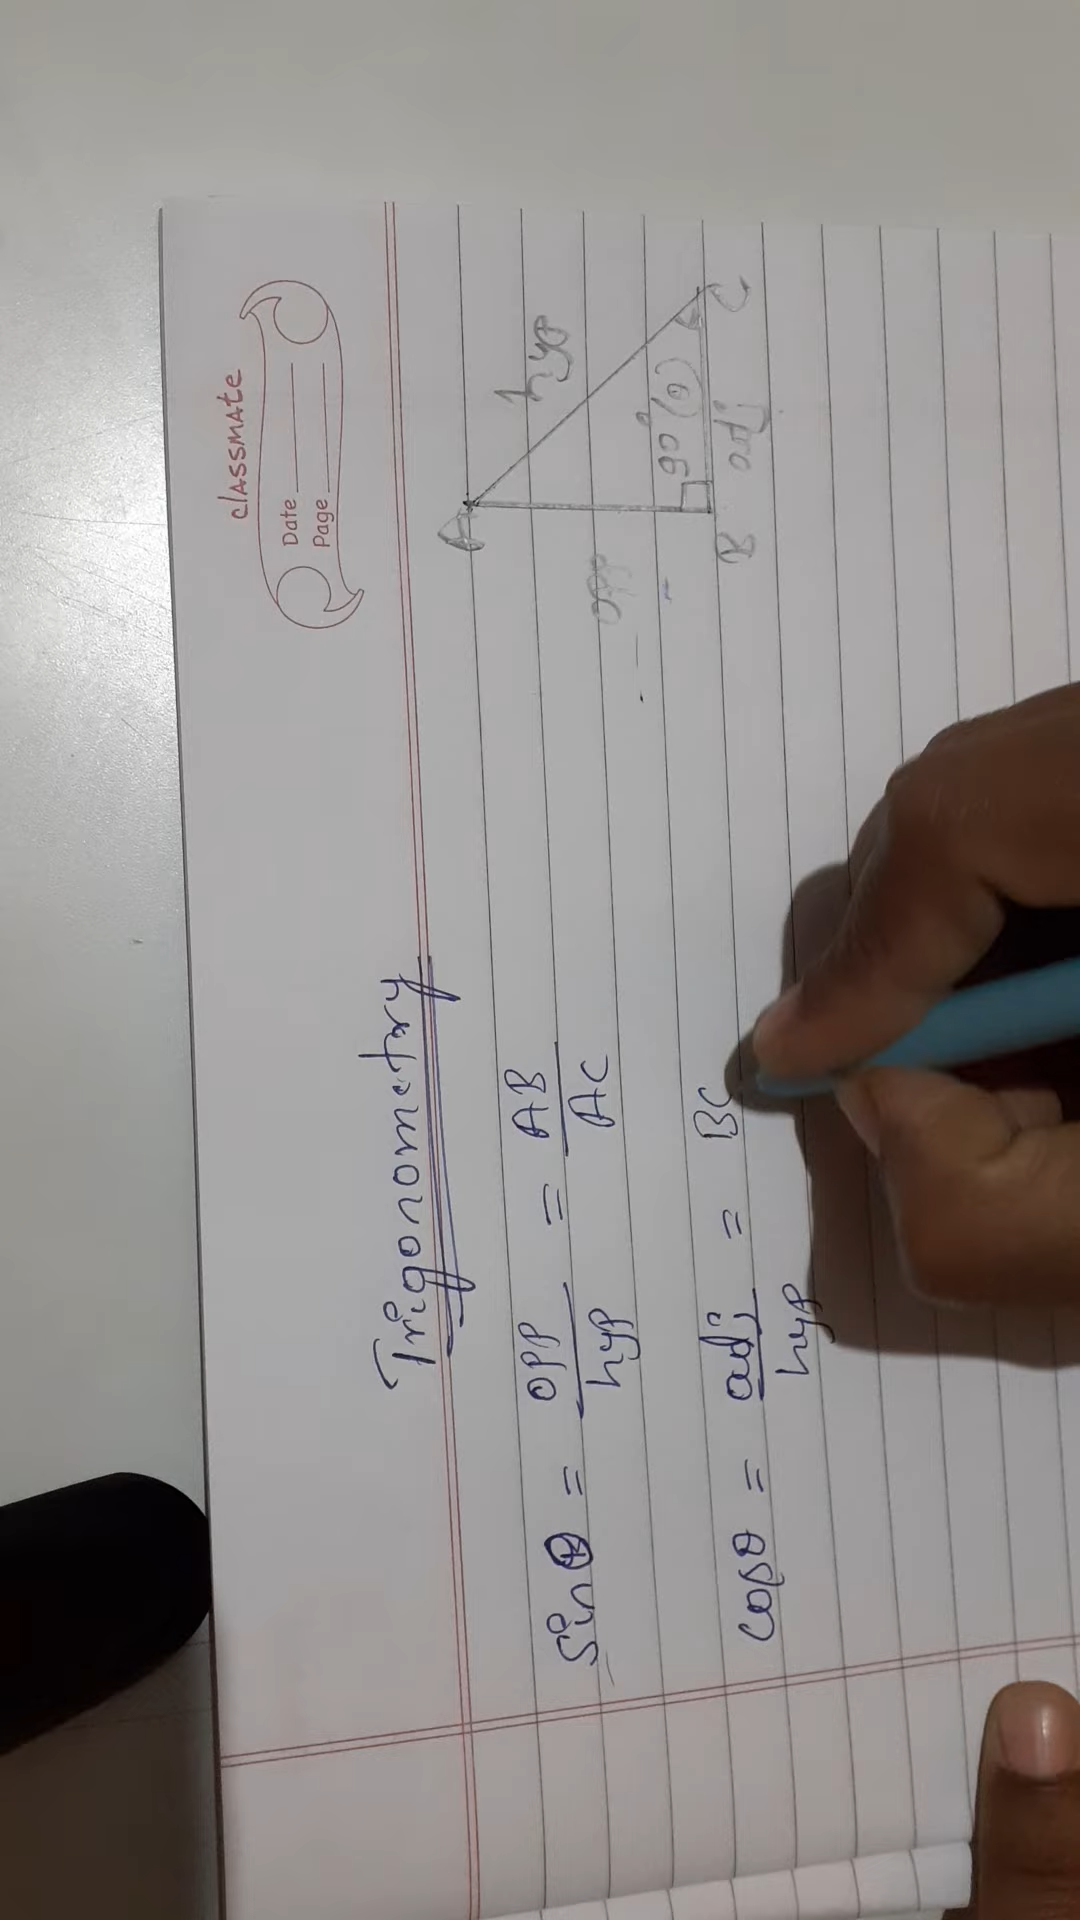 classmate
Date
Page
Trigonometry
A
hyp
opp
90° (θ)
B
adj
C
sinθ = opp/hyp = AB/AC
cosθ = adj/hyp = BC